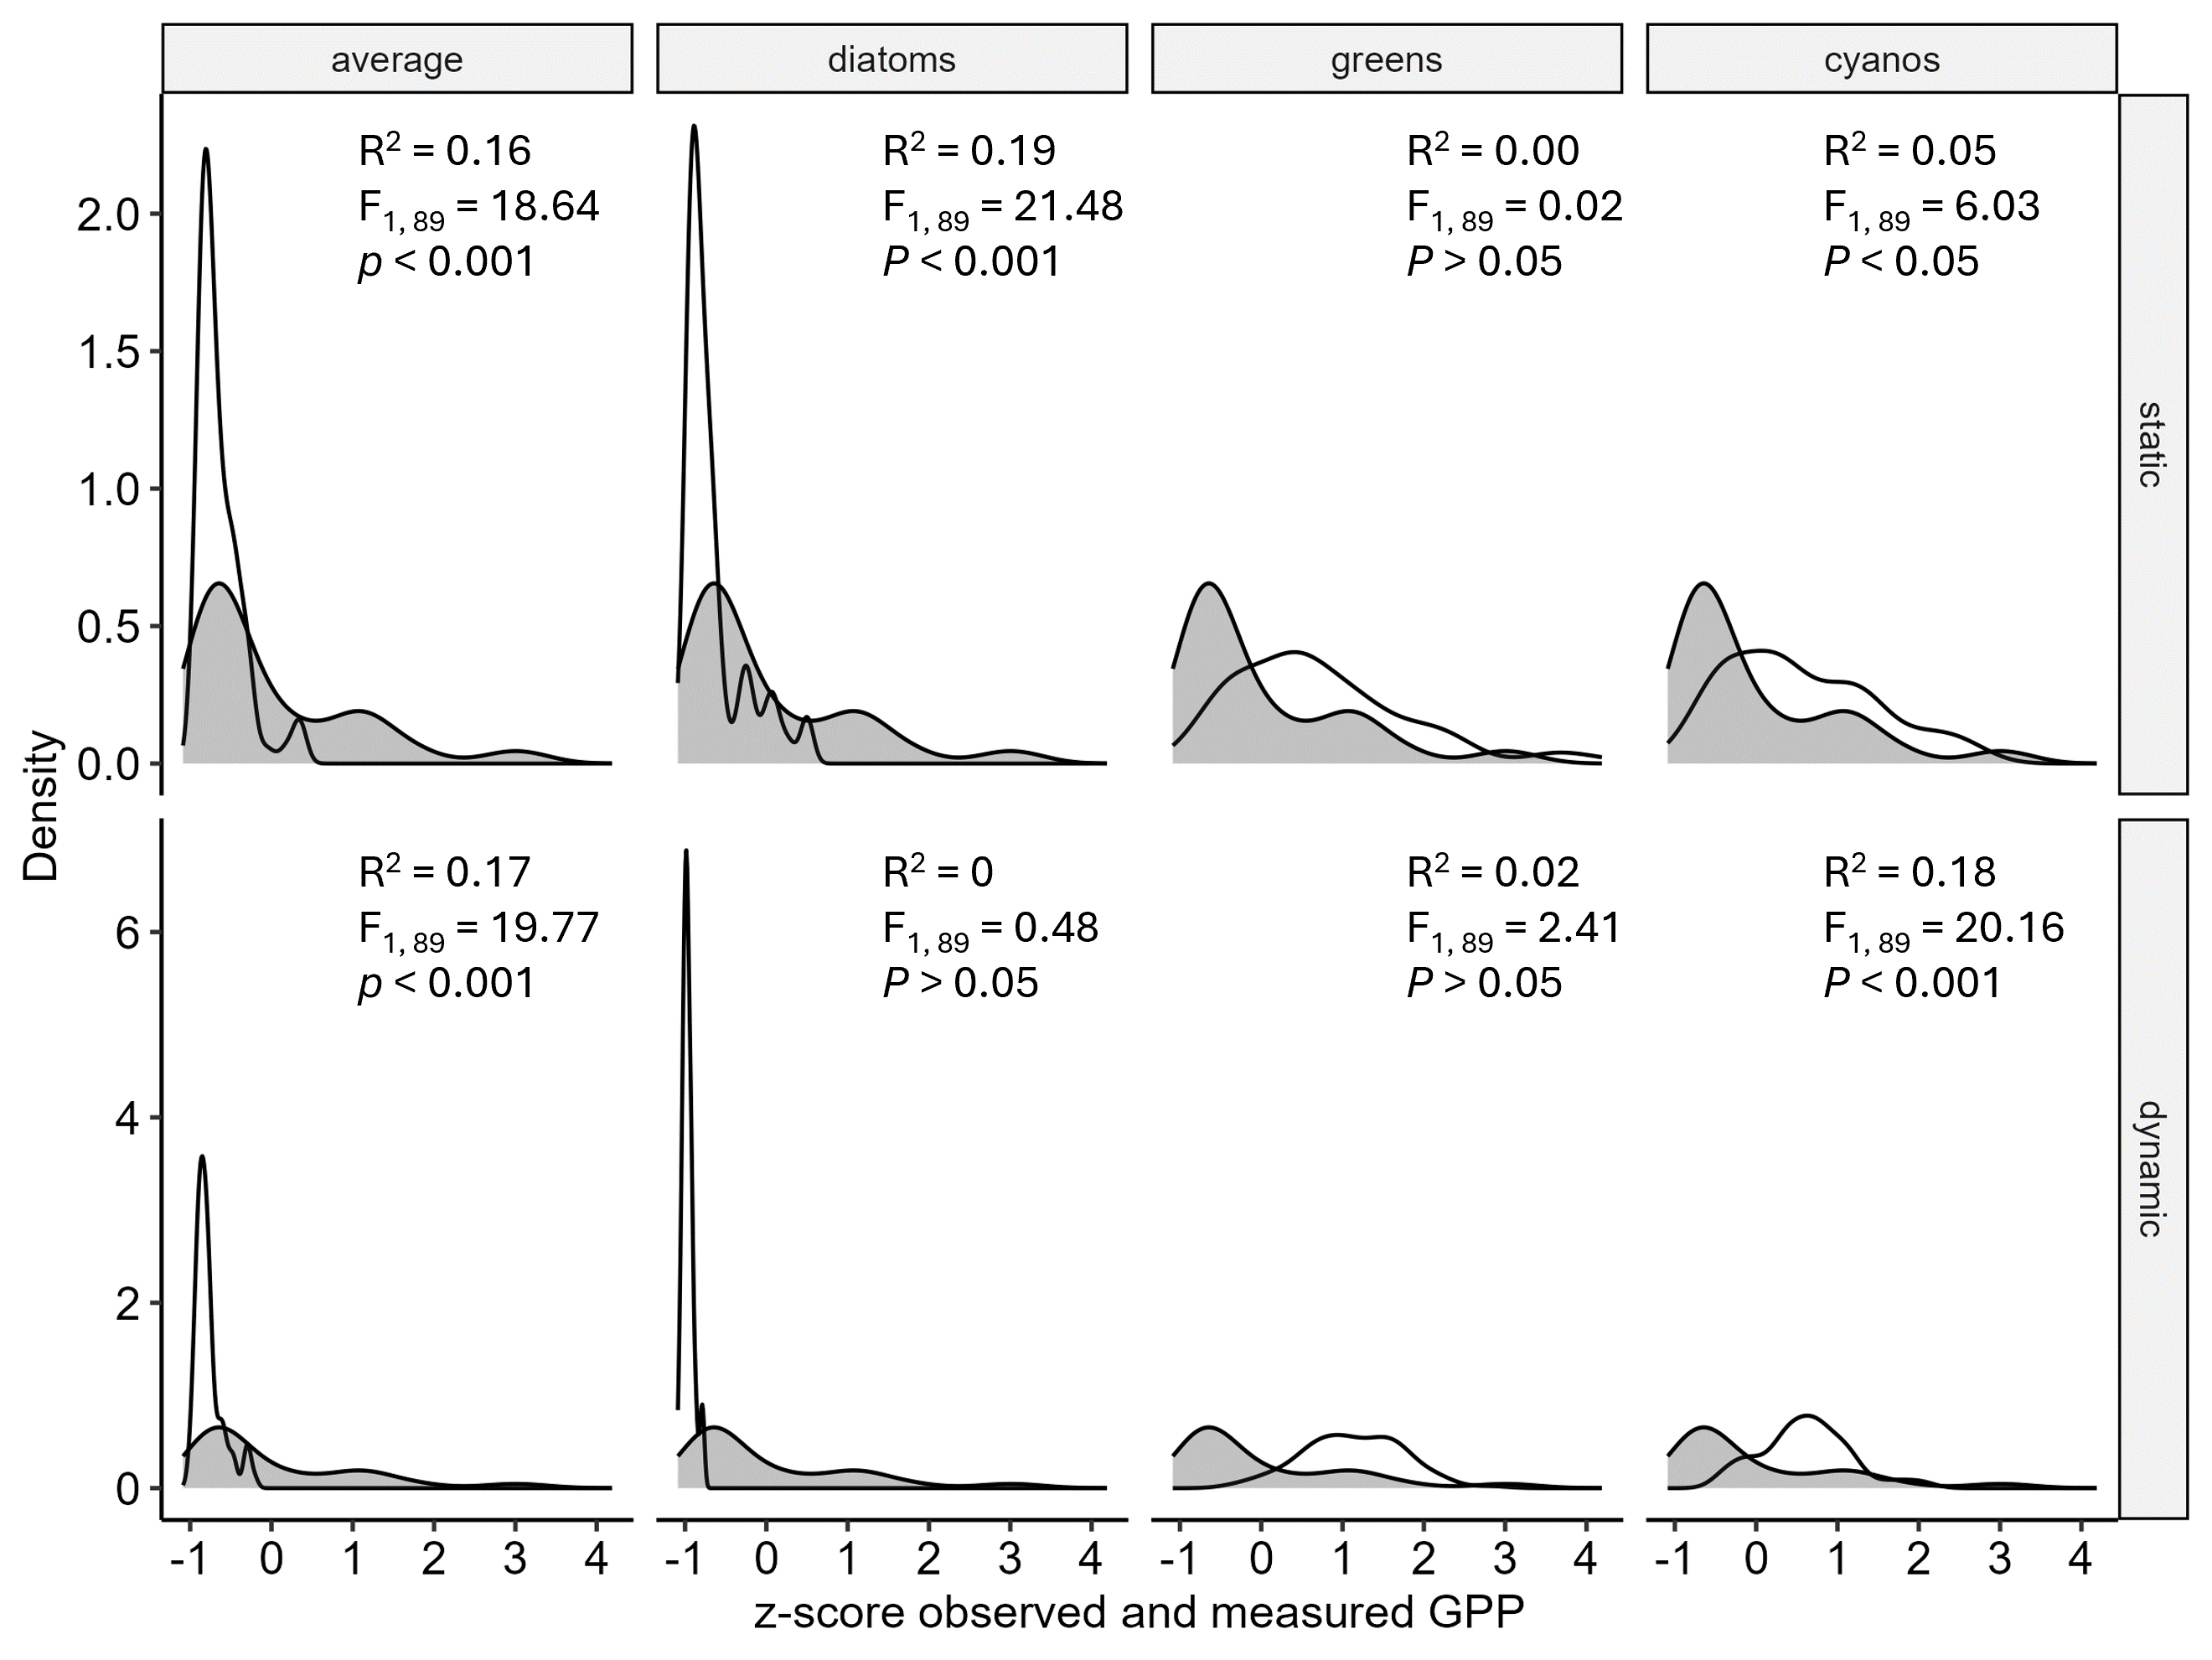 average
diatoms
greens
cyanos
R² = 0.16
F1, 89 = 18.64
p < 0.001
R² = 0.19
F1, 89 = 21.48
P < 0.001
R² = 0.00
F1, 89 = 0.02
P > 0.05
R² = 0.05
F1, 89 = 6.03
P < 0.05
static
2.0
1.5
1.0
0.5
0.0
Density
R² = 0.17
F1, 89 = 19.77
p < 0.001
R² = 0
F1, 89 = 0.48
P > 0.05
R² = 0.02
F1, 89 = 2.41
P > 0.05
R² = 0.18
F1, 89 = 20.16
P < 0.001
dynamic
6
4
2
0
-1 0 1 2 3 4
-1 0 1 2 3 4
-1 0 1 2 3 4
-1 0 1 2 3 4
z-score observed and measured GPP